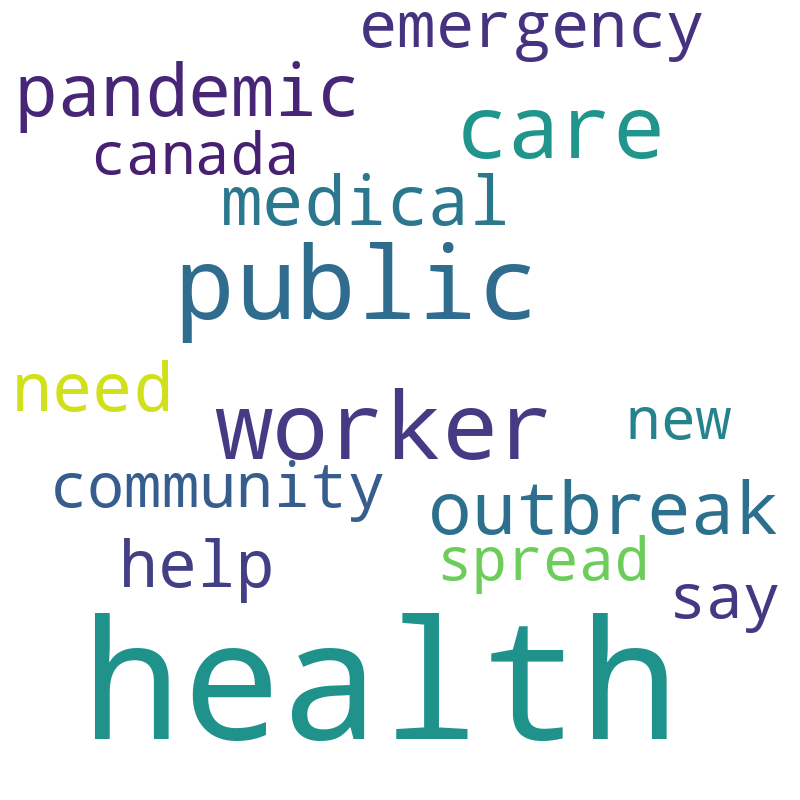 emergency
pandemic
care
canada
medical
public
need
worker
new
community
outbreak
help
spread
say
health